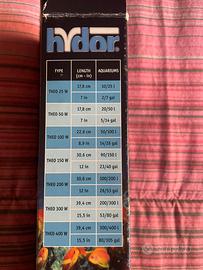 hydor
TYPE LENGTH (cm - in) AQUARIUMS
THEO 25 W 17,8 cm 10/25 l
7 in 2/7 gal
THEO 50 W 17,8 cm 20/50 l
7 in 5/14 gal
THEO 100 W 22,6 cm 50/100 l
8,9 in 14/26 gal
THEO 150 W 30,6 cm 90/150 l
12 in 23/40 gal
THEO 200 W 30,6 cm 100/200 l
12 in 26/53 gal
THEO 300 W 39,4 cm 200/300 l
15,5 in 53/80 gal
THEO 400 W 39,4 cm 300/400 l
15,5 in 80/105 gal